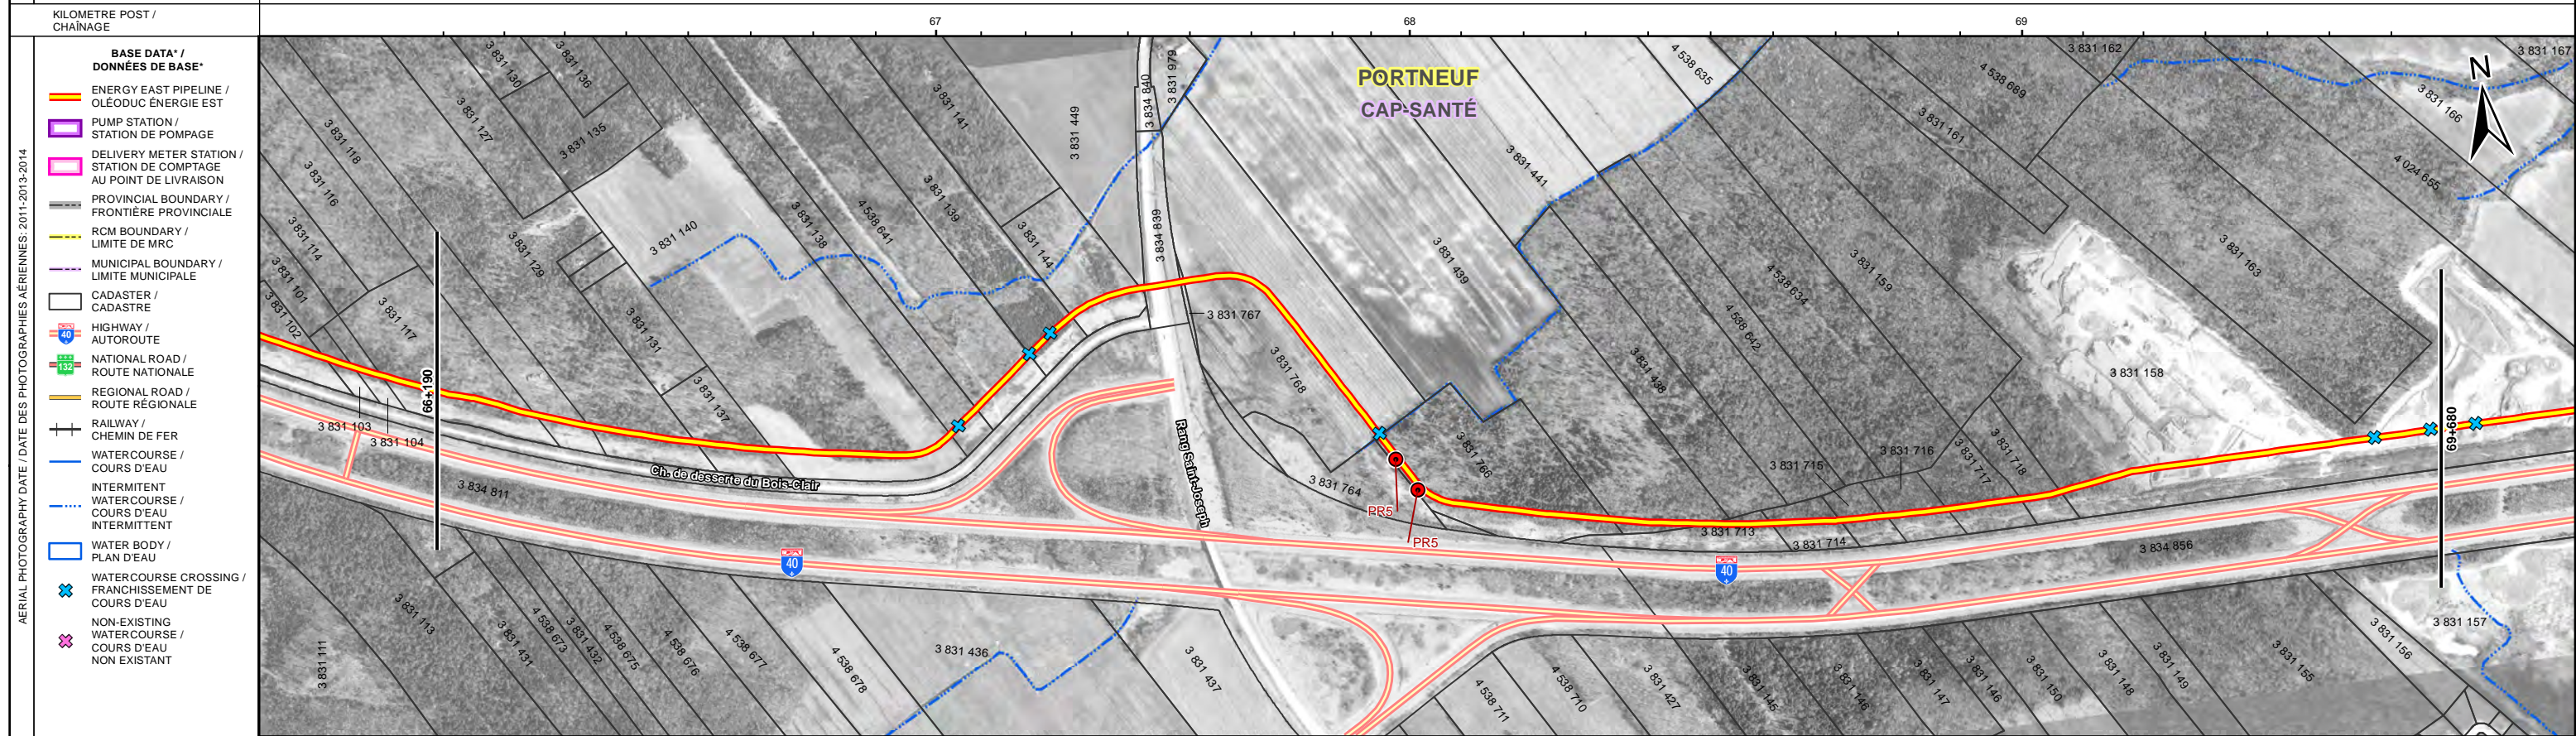 KILOMETRE POST /
CHAÎNAGE
67
68
69
AERIAL PHOTOGRAPHY DATE / DATE DES PHOTOGRAPHIES AÉRIENNES: 2011-2013-2014
BASE DATA* /
DONNÉES DE BASE*
ENERGY EAST PIPELINE /
OLÉODUC ÉNERGIE EST
PUMP STATION /
STATION DE POMPAGE
DELIVERY METER STATION /
STATION DE COMPTAGE
AU POINT DE LIVRAISON
PROVINCIAL BOUNDARY /
FRONTIÈRE PROVINCIALE
RCM BOUNDARY /
LIMITE DE MRC
MUNICIPAL BOUNDARY /
LIMITE MUNICIPALE
CADASTER /
CADASTRE
40
HIGHWAY /
AUTOROUTE
132
NATIONAL ROAD /
ROUTE NATIONALE
REGIONAL ROAD /
ROUTE RÉGIONALE
RAILWAY /
CHEMIN DE FER
WATERCOURSE /
COURS D'EAU
INTERMITENT
WATERCOURSE /
COURS D'EAU
INTERMITTENT
WATER BODY /
PLAN D'EAU
WATERCOURSE CROSSING /
FRANCHISSEMENT DE
COURS D'EAU
NON-EXISTING
WATERCOURSE /
COURS D'EAU
NON EXISTANT
PORTNEUF
CAP-SANTÉ
N
3 831 130
3 831 136
3 831 127
3 831 135
3 831 118
3 831 116
3 831 114
3 831 101
3 831 102
3 831 117
3 831 129
3 831 131
3 831 137
3 831 140
3 831 138
4 538 641
3 831 139
3 831 141
3 831 144
3 831 449
3 834 840
3 831 979
3 834 839
3 831 767
3 831 768
3 831 439
3 831 441
4 538 635
3 831 162
4 538 669
3 831 161
3 831 167
3 831 166
4 024 665
3 831 163
3 831 159
4 538 634
4 538 642
3 831 438
3 831 158
3 831 766
3 831 764
3 831 715
3 831 716
3 831 717
3 831 718
3 831 713
3 831 714
3 834 856
66+190
69+680
3 831 103
3 831 104
3 834 811
Ch. de desserte du Bois-Clair
Rang Saint-Joseph
PR5
PR5
40
40
3 831 111
3 831 113
3 831 431
4 538 673
3 831 432
4 538 675
4 538 676
4 538 677
4 538 678
3 831 436
3 831 437
4 538 711
4 538 710
3 831 427
3 831 145
3 831 146
3 831 147
3 831 146
3 831 150
3 831 148
3 831 149
3 831 155
3 831 156
3 831 157